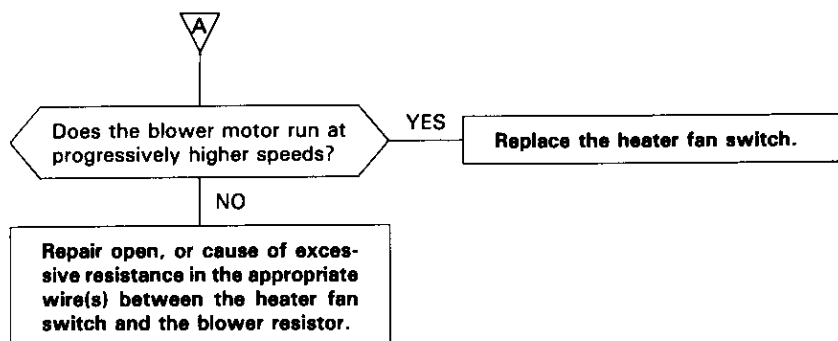 A
Does the blower motor run at
progressively higher speeds?
YES
Replace the heater fan switch.
NO
Repair open, or cause of exces-
sive resistance in the appropriate
wire(s) between the heater fan
switch and the blower resistor.